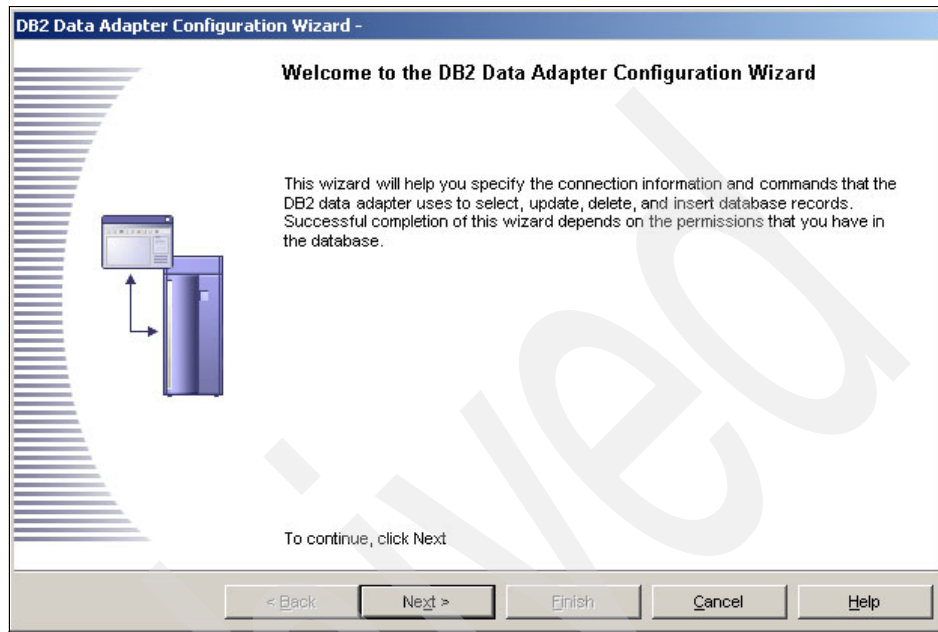 DB2 Data Adapter Configuration Wizard -
Welcome to the DB2 Data Adapter Configuration Wizard
This wizard will help you specify the connection information and commands that the
DB2 data adapter uses to select, update, delete, and insert database records.
Successful completion of this wizard depends on the permissions that you have in
the database.
To continue, click Next
< Back Next > Finish Cancel Help